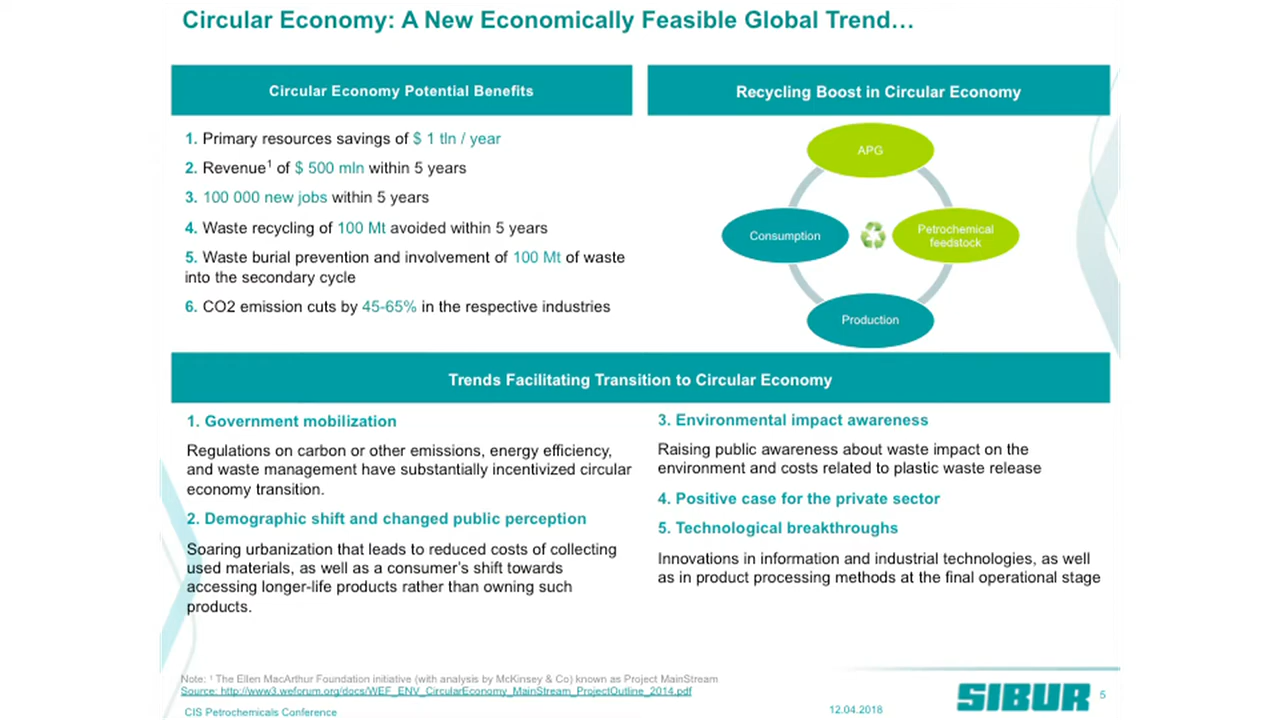 Circular Economy: A New Economically Feasible Global Trend…
Circular Economy Potential Benefits
1. Primary resources savings of $ 1 tln / year
2. Revenue¹ of $ 500 mln within 5 years
3. 100 000 new jobs within 5 years
4. Waste recycling of 100 Mt avoided within 5 years
5. Waste burial prevention and involvement of 100 Mt of waste
into the secondary cycle
6. CO2 emission cuts by 45-65% in the respective industries
Recycling Boost in Circular Economy
APG
Consumption
Petrochemical
feedstock
Production
Trends Facilitating Transition to Circular Economy
1. Government mobilization
Regulations on carbon or other emissions, energy efficiency,
and waste management have substantially incentivized circular
economy transition.
2. Demographic shift and changed public perception
Soaring urbanization that leads to reduced costs of collecting
used materials, as well as a consumer's shift towards
accessing longer-life products rather than owning such
products.
3. Environmental impact awareness
Raising public awareness about waste impact on the
environment and costs related to plastic waste release
4. Positive case for the private sector
5. Technological breakthroughs
Innovations in information and industrial technologies, as well
as in product processing methods at the final operational stage
Note: ¹ The Ellen MacArthur Foundation initiative (with analysis by McKinsey & Co) known as Project MainStream
Source: http://www3.weforum.org/docs/WEF_ENV_CircularEconomy_MainStream_ProjectOutline_2014.pdf
CIS Petrochemicals Conference
12.04.2018
SIBUR
5